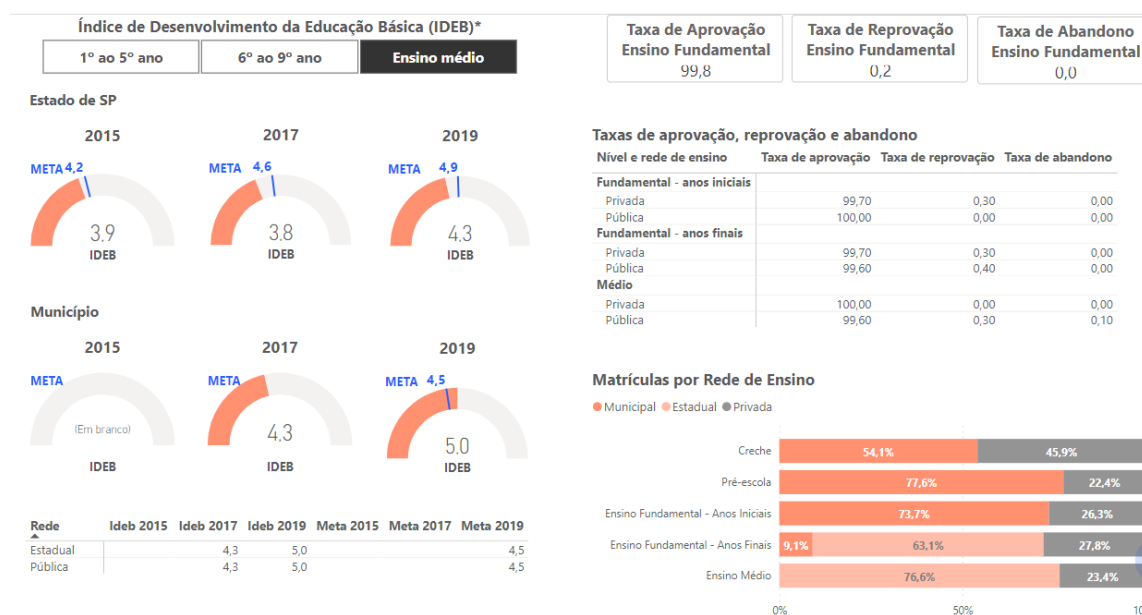 Índice de Desenvolvimento da Educação Básica (IDEB)*
1º ao 5º ano 6º ao 9º ano Ensino médio
Estado de SP
2015 2017 2019
META 4,2 META 4,6 META 4,9
3,9 3,8 4,3
IDEB IDEB IDEB
Município
2015 2017 2019
META META META 4,5
(Em branco) 4,3 5,0
IDEB IDEB IDEB
Rede Ideb 2015 Ideb 2017 Ideb 2019 Meta 2015 Meta 2017 Meta 2019
Estadual 4,3 5,0 4,5
Pública 4,3 5,0 4,5
Taxa de Aprovação
Ensino Fundamental
99,8
Taxa de Reprovação
Ensino Fundamental
0,2
Taxa de Abandono
Ensino Fundamental
0,0
Taxas de aprovação, reprovação e abandono
Nível e rede de ensino Taxa de aprovação Taxa de reprovação Taxa de abandono
Fundamental - anos iniciais
Privada 99,70 0,30 0,00
Pública 100,00 0,00 0,00
Fundamental - anos finais
Privada 99,70 0,30 0,00
Pública 99,60 0,40 0,00
Médio
Privada 100,00 0,00 0,00
Pública 99,60 0,30 0,10
Matrículas por Rede de Ensino
Municipal Estadual Privada
Creche 54,1% 45,9%
Pré-escola 77,6% 22,4%
Ensino Fundamental - Anos Iniciais 73,7% 26,3%
Ensino Fundamental - Anos Finais 9,1% 63,1% 27,8%
Ensino Médio 76,6% 23,4%
0% 50%